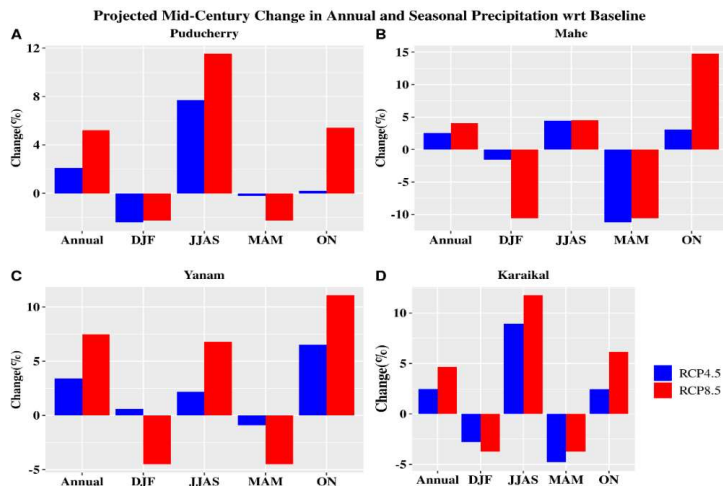 Projected Mid-Century Change in Annual and Seasonal Precipitation wrt Baseline
A
Puducherry
Change(%)
12
8
4
0
Annual DJF JJAS MAM ON
B
Mahe
Change(%)
15
10
5
0
-5
-10
Annual DJF JJAS MAM ON
C
Yanam
Change(%)
10
5
0
-5
Annual DJF JJAS MAM ON
D
Karaikal
Change(%)
10
5
0
-5
Annual DJF JJAS MAM ON
RCP4.5
RCP8.5